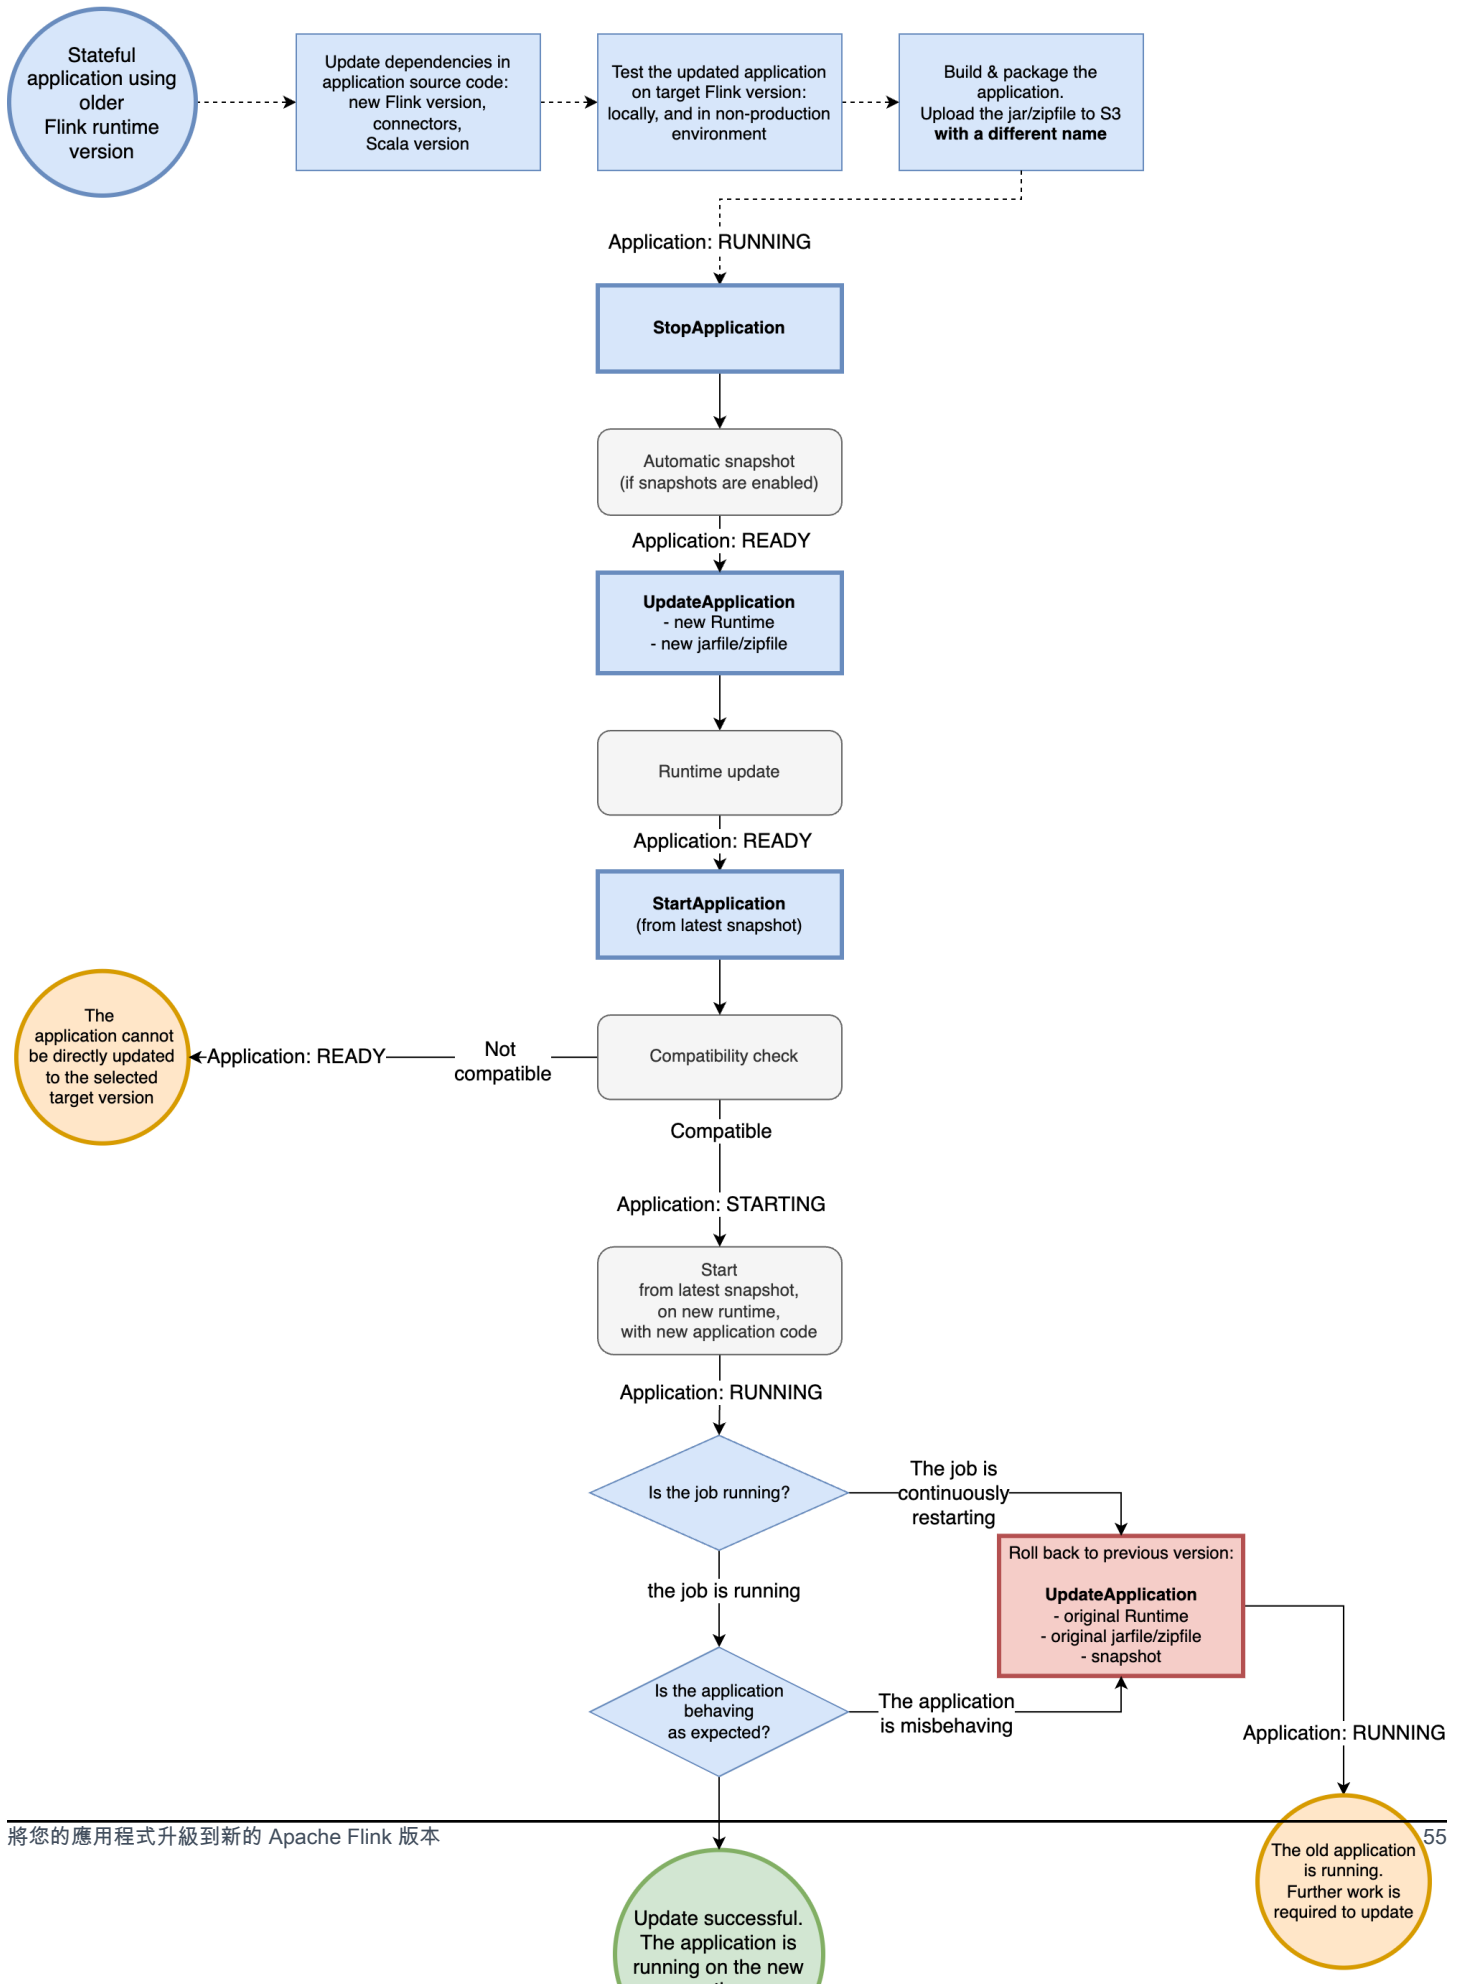 Stateful
application using
older
Flink runtime
version
Update dependencies in
application source code:
new Flink version,
connectors,
Scala version
Test the updated application
on target Flink version:
locally, and in non-production
environment
Build & package the
application.
Upload the jar/zipfile to S3
with a different name
Application: RUNNING
StopApplication
Automatic snapshot
(if snapshots are enabled)
Application: READY
UpdateApplication
- new Runtime
- new jarfile/zipfile
Runtime update
Application: READY
StartApplication
(from latest snapshot)
Compatibility check
Not
compatible
Application: READY
The
application cannot
be directly updated
to the selected
target version
Compatible
Application: STARTING
Start
from latest snapshot,
on new runtime,
with new application code
Application: RUNNING
Is the job running?
The job is
continuously
restarting
the job is running
Roll back to previous version:
UpdateApplication
- original Runtime
- original jarfile/zipfile
- snapshot
Is the application
behaving
as expected?
The application
is misbehaving
Application: RUNNING
將您的應用程式升級到新的 Apache Flink 版本
55
The old application
is running.
Further work is
required to update
Update successful.
The application is
running on the new